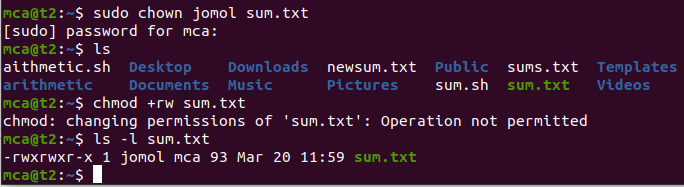 mca@t2:~$ sudo chown jomol sum.txt
[sudo] password for mca:
mca@t2:~$ ls
aithmetic.sh  Desktop    Downloads  newsum.txt  Public  sums.txt  Templates
arithmetic    Documents  Music      Pictures    sum.sh  sum.txt   Videos
mca@t2:~$ chmod +rw sum.txt
chmod: changing permissions of 'sum.txt': Operation not permitted
mca@t2:~$ ls -l sum.txt
-rwxrwxr-x 1 jomol mca 93 Mar 20 11:59 sum.txt
mca@t2:~$